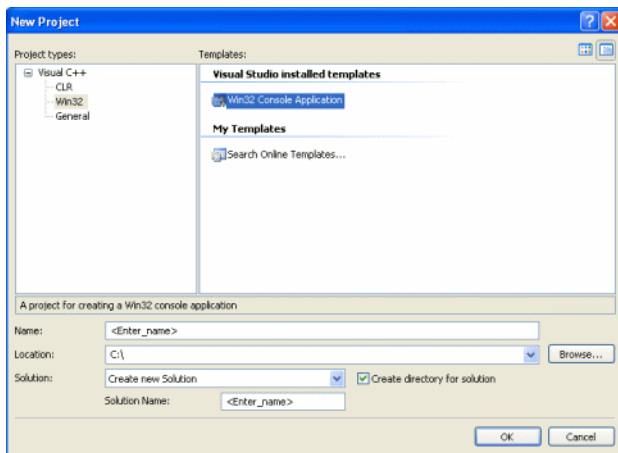 New Project
Project types:
Templates:
Visual C++
CLR
Win32
General
Visual Studio installed templates
Win32 Console Application
My Templates
Search Online Templates...
A project for creating a Win32 console application
Name:
<Enter_name>
Location:
C:\
Browse...
Solution:
Create new Solution
Create directory for solution
Solution Name:
<Enter_name>
OK
Cancel